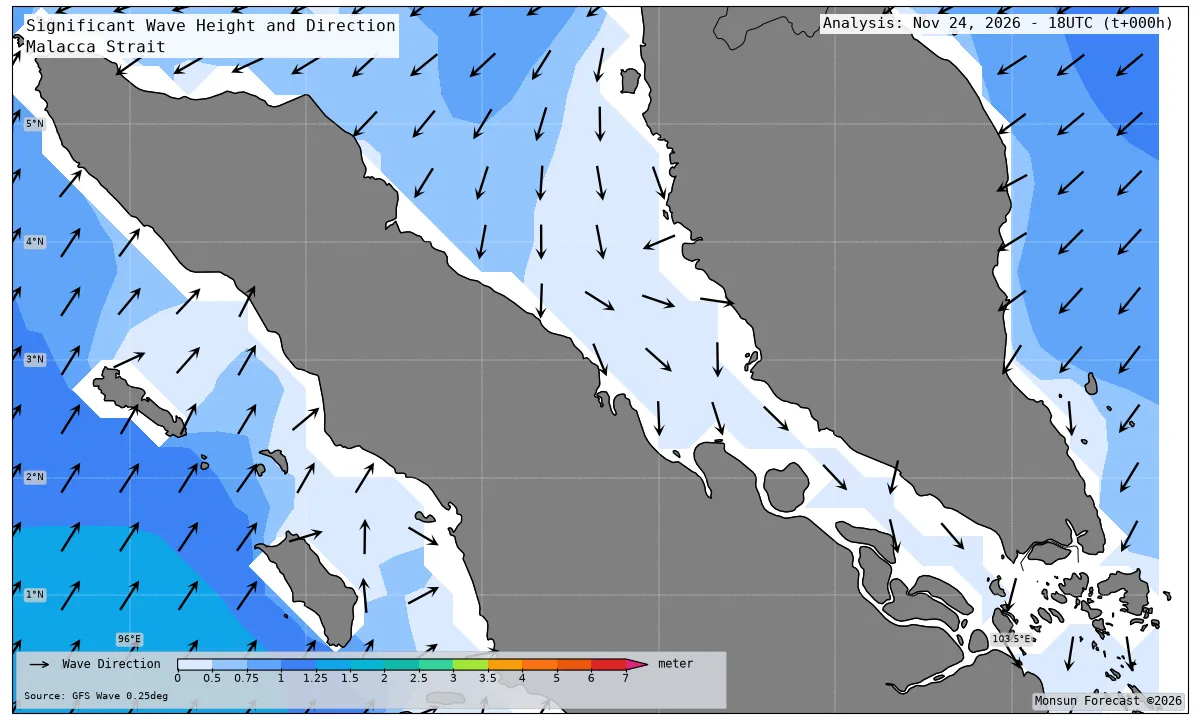 Significant Wave Height and Direction
Malacca Strait
Analysis: Nov 24, 2026 - 18UTC (t+000h)
5°N
4°N
3°N
2°N
1°N
96°E
103.5°E
Wave Direction
meter
0 0.5 0.75 1 1.25 1.5 2 2.5 3 3.5 4 5 6 7
Source: GFS Wave 0.25deg
Monsun Forecast ©2026